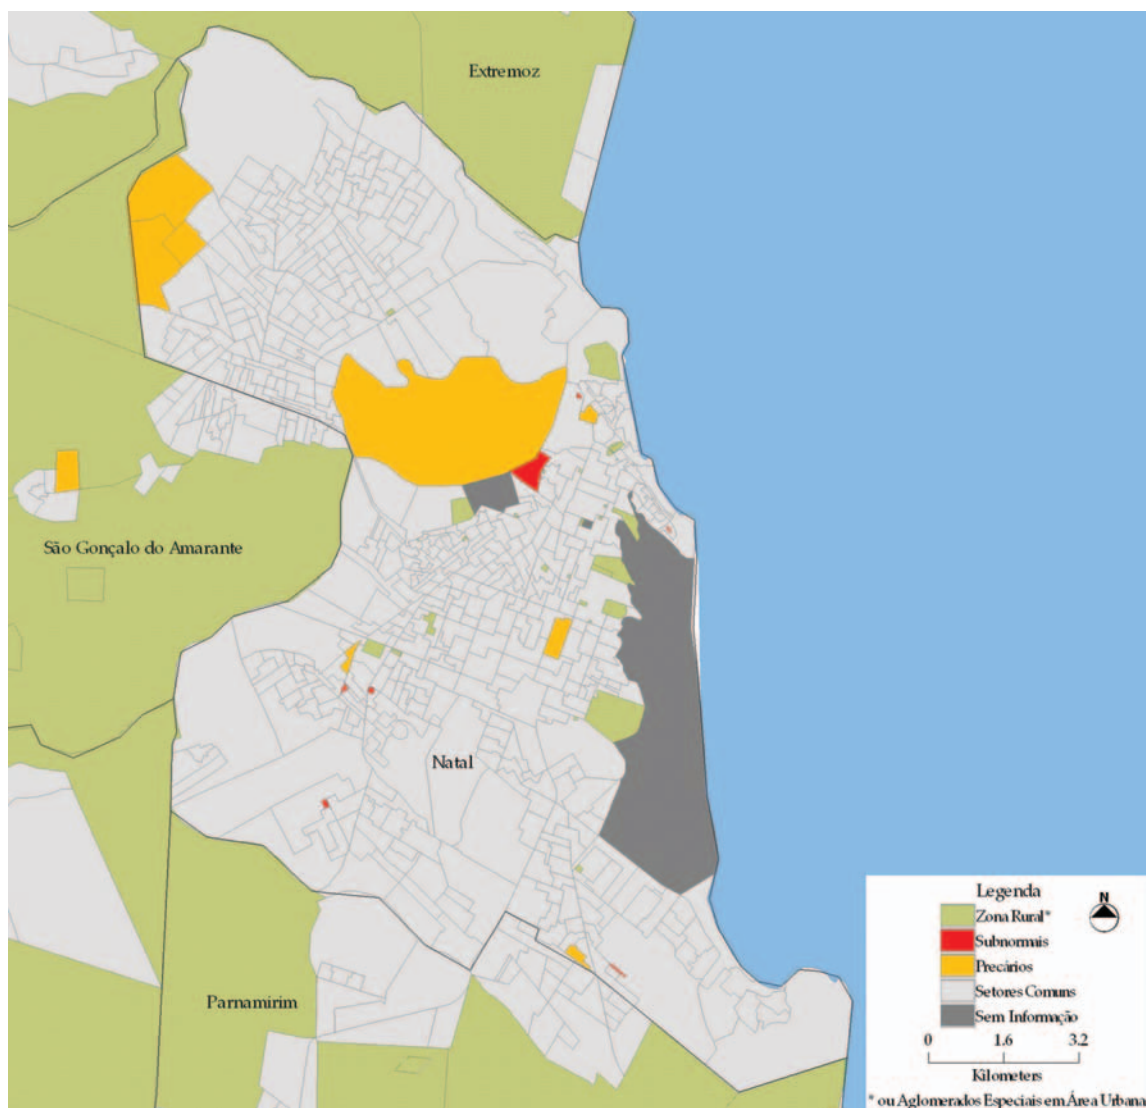 Extremoz
São Gonçalo do Amarante
Natal
Parnamirim
Legenda
N
Zona Rural*
Subnormais
Precários
Setores Comuns
Sem Informação
0 1.6 3.2
Kilometers
* ou Aglomerados Especiais em Área Urbana